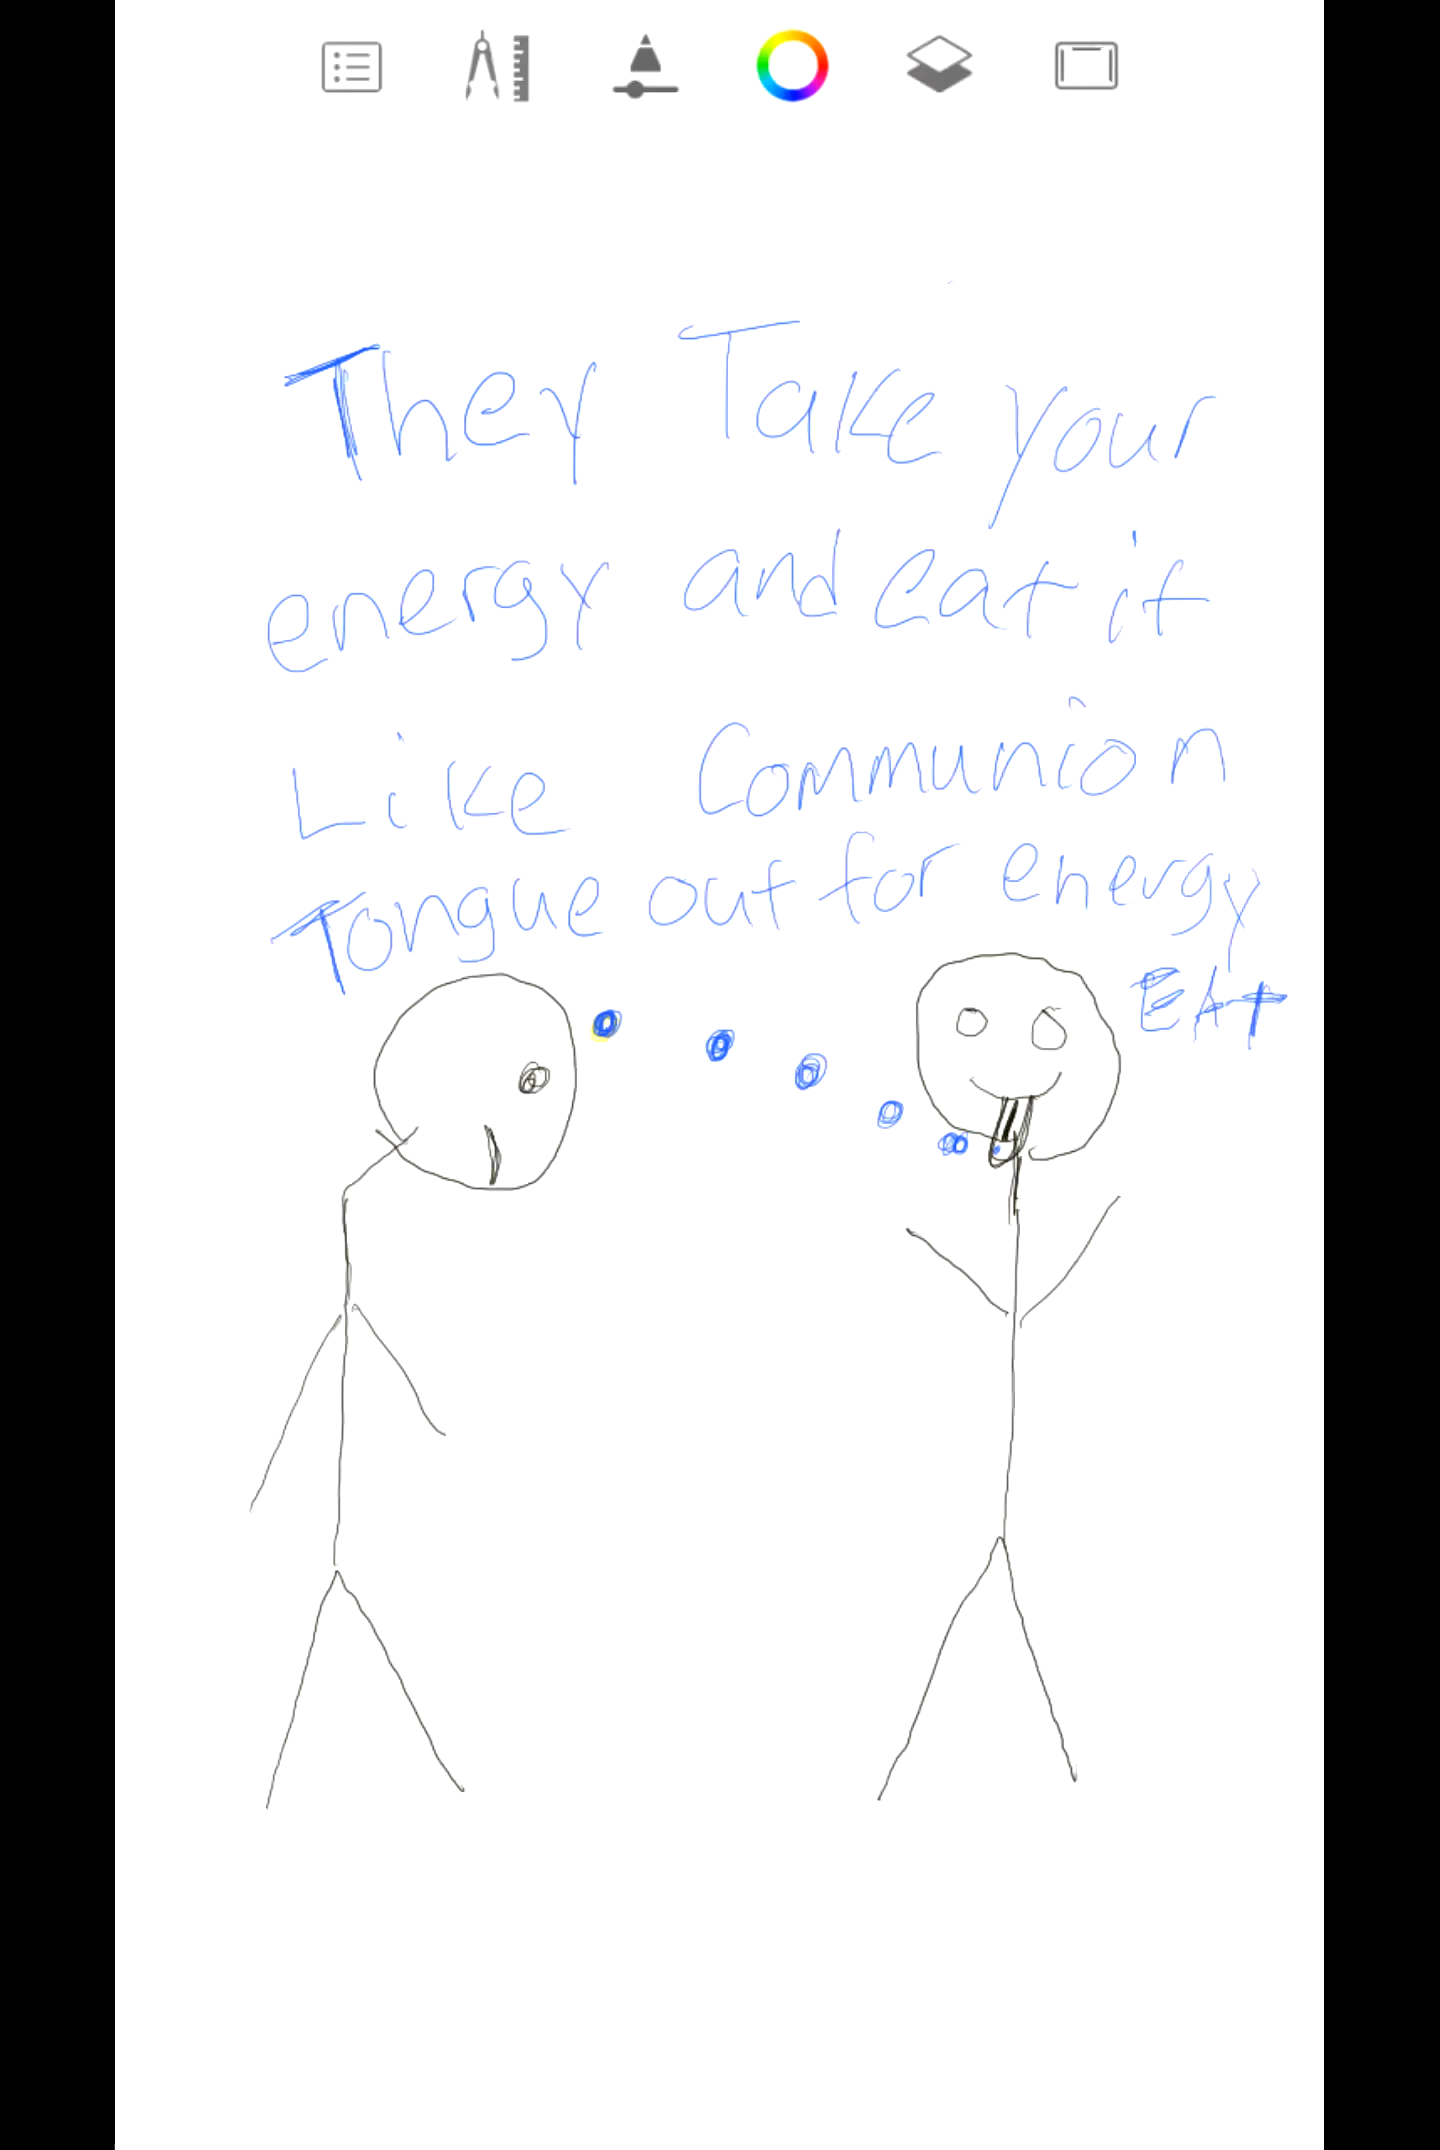 They Take your
energy and eat it
Like Communion
Tongue out for energy
EAT